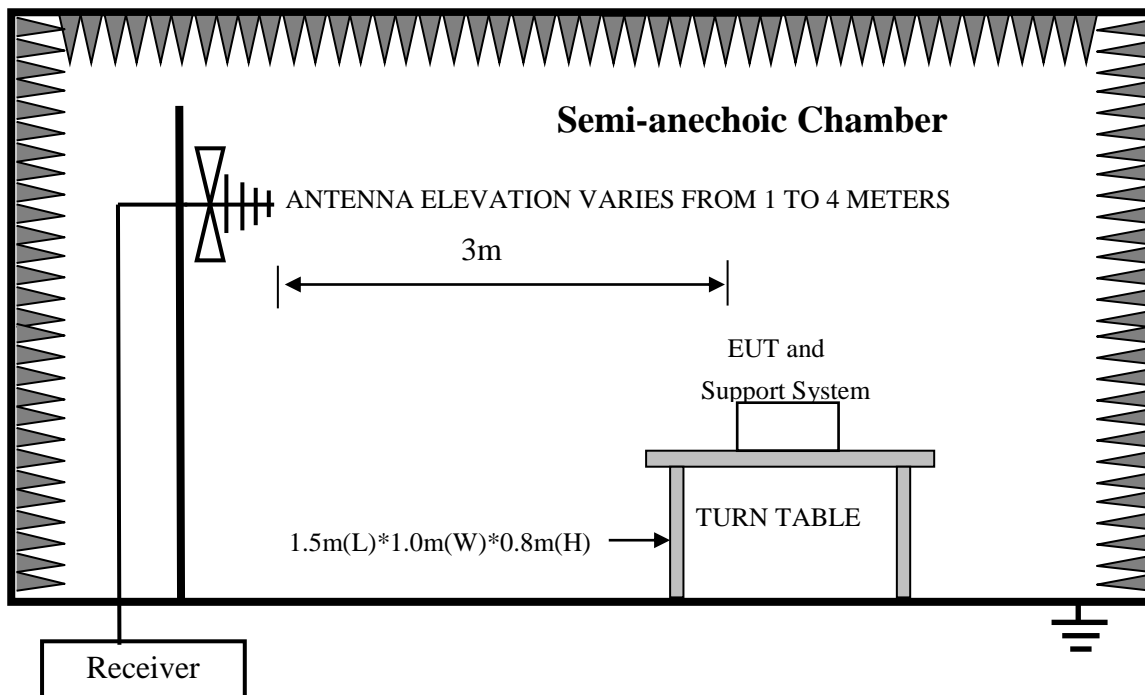 Semi-anechoic Chamber
ANTENNA ELEVATION VARIES FROM 1 TO 4 METERS
3m
EUT and
Support System
TURN TABLE
1.5m(L)*1.0m(W)*0.8m(H)
Receiver